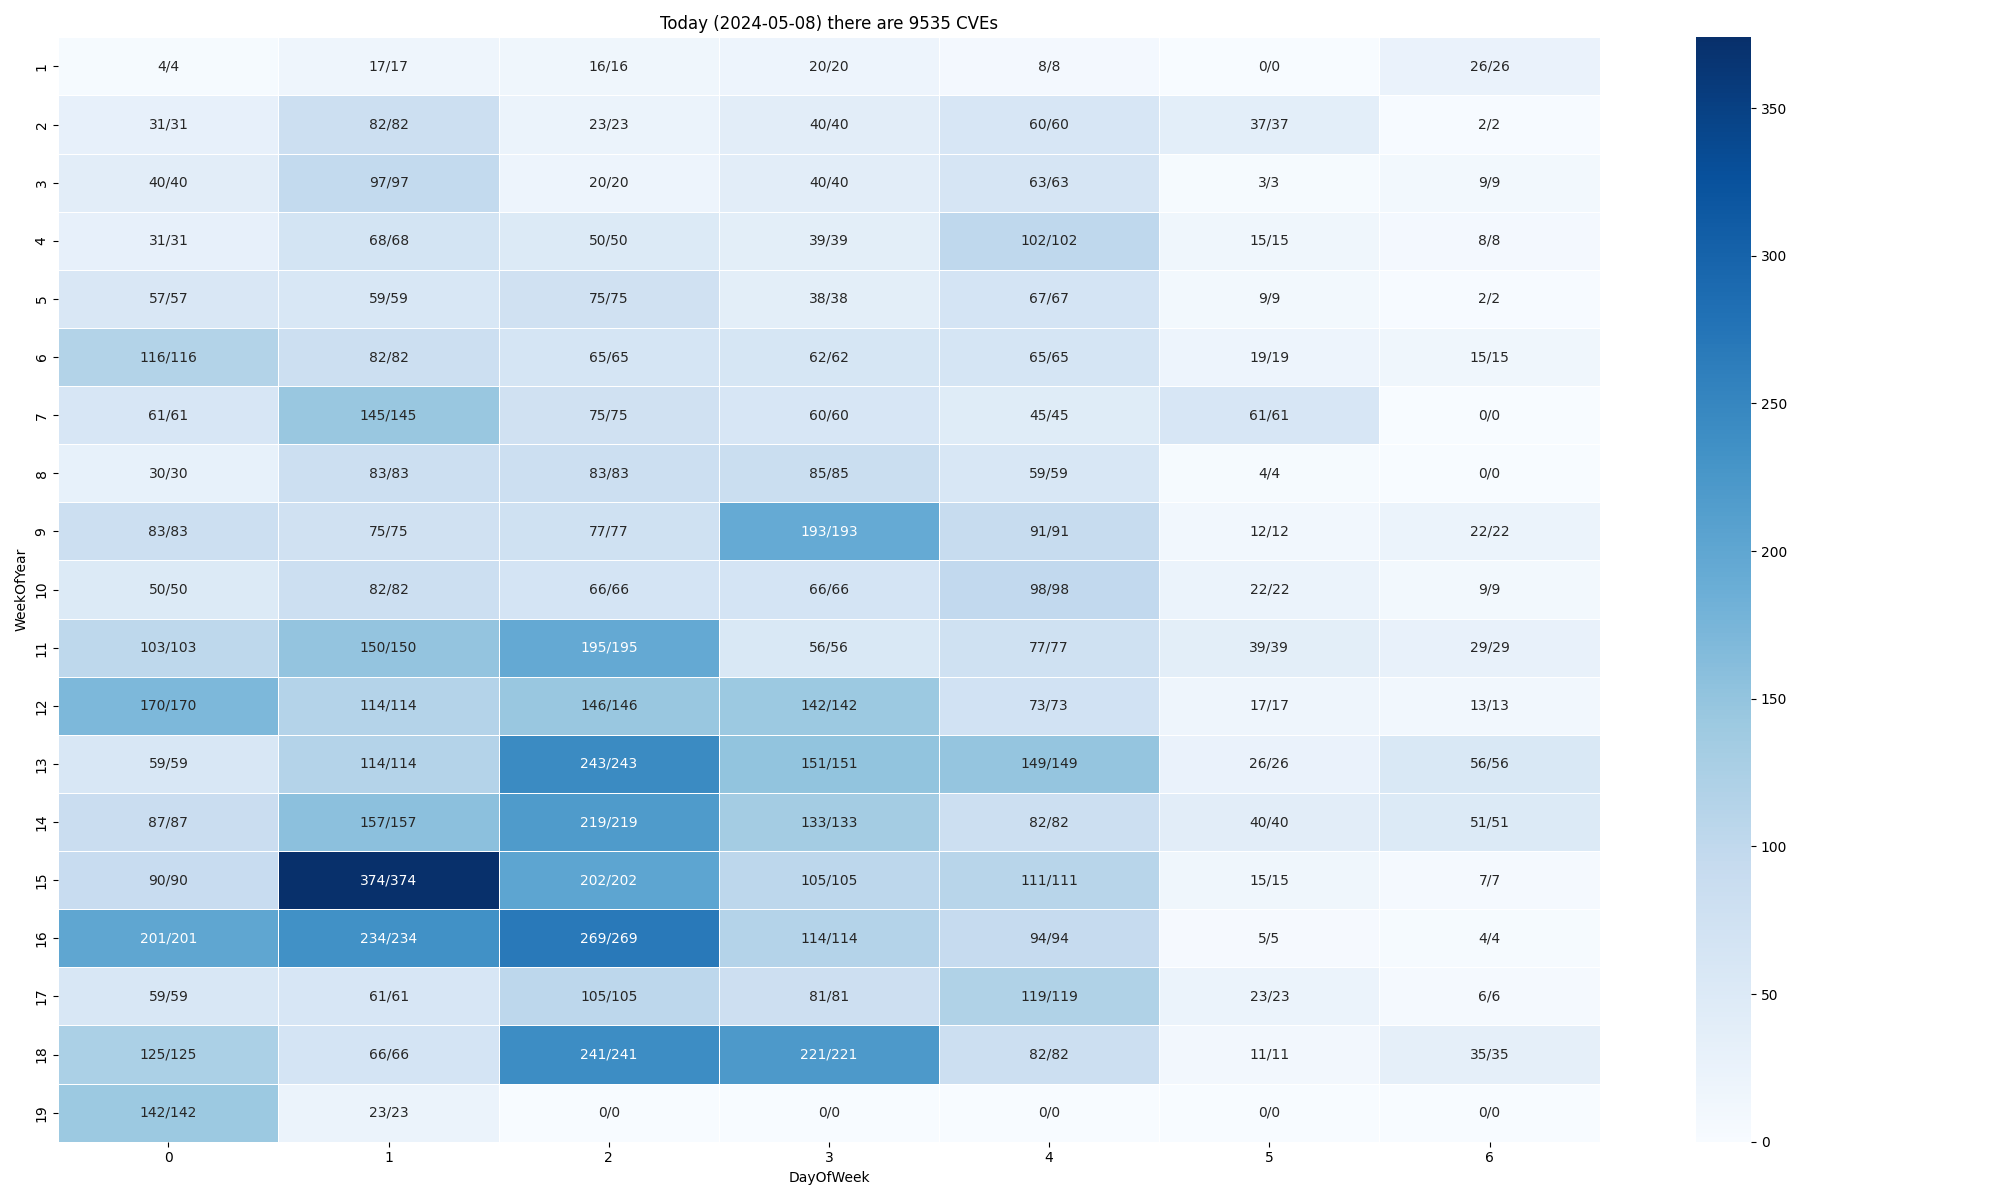 Today (2024-05-08) there are 9535 CVEs
1 4/4 17/17 16/16 20/20 8/8 0/0 26/26
2 31/31 82/82 23/23 40/40 60/60 37/37 2/2
3 40/40 97/97 20/20 40/40 63/63 3/3 9/9
4 31/31 68/68 50/50 39/39 102/102 15/15 8/8
5 57/57 59/59 75/75 38/38 67/67 9/9 2/2
6 116/116 82/82 65/65 62/62 65/65 19/19 15/15
7 61/61 145/145 75/75 60/60 45/45 61/61 0/0
8 30/30 83/83 83/83 85/85 59/59 4/4 0/0
9 83/83 75/75 77/77 193/193 91/91 12/12 22/22
10 50/50 82/82 66/66 66/66 98/98 22/22 9/9
11 103/103 150/150 195/195 56/56 77/77 39/39 29/29
12 170/170 114/114 146/146 142/142 73/73 17/17 13/13
13 59/59 114/114 243/243 151/151 149/149 26/26 56/56
14 87/87 157/157 219/219 133/133 82/82 40/40 51/51
15 90/90 374/374 202/202 105/105 111/111 15/15 7/7
16 201/201 234/234 269/269 114/114 94/94 5/5 4/4
17 59/59 61/61 105/105 81/81 119/119 23/23 6/6
18 125/125 66/66 241/241 221/221 82/82 11/11 35/35
19 142/142 23/23 0/0 0/0 0/0 0/0 0/0
0 1 2 3 4 5 6
DayOfWeek
WeekOfYear
350
300
250
200
150
100
50
0